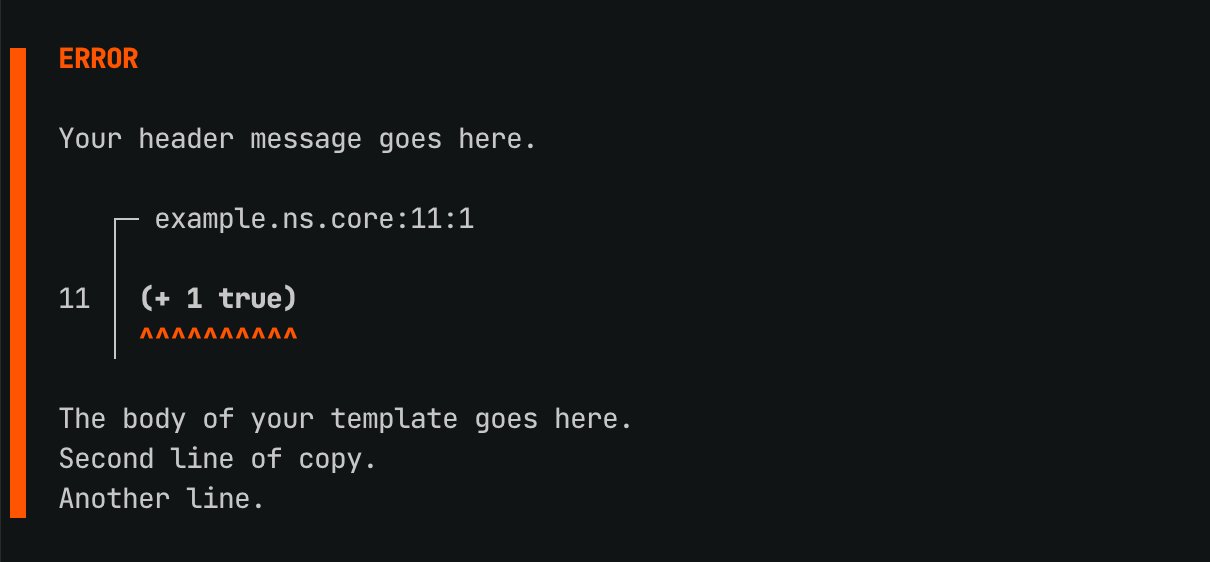 ERROR
Your header message goes here.
┌─ example.ns.core:11:1
11 │ (+ 1 true)
^^^^^^^^^^
The body of your template goes here.
Second line of copy.
Another line.